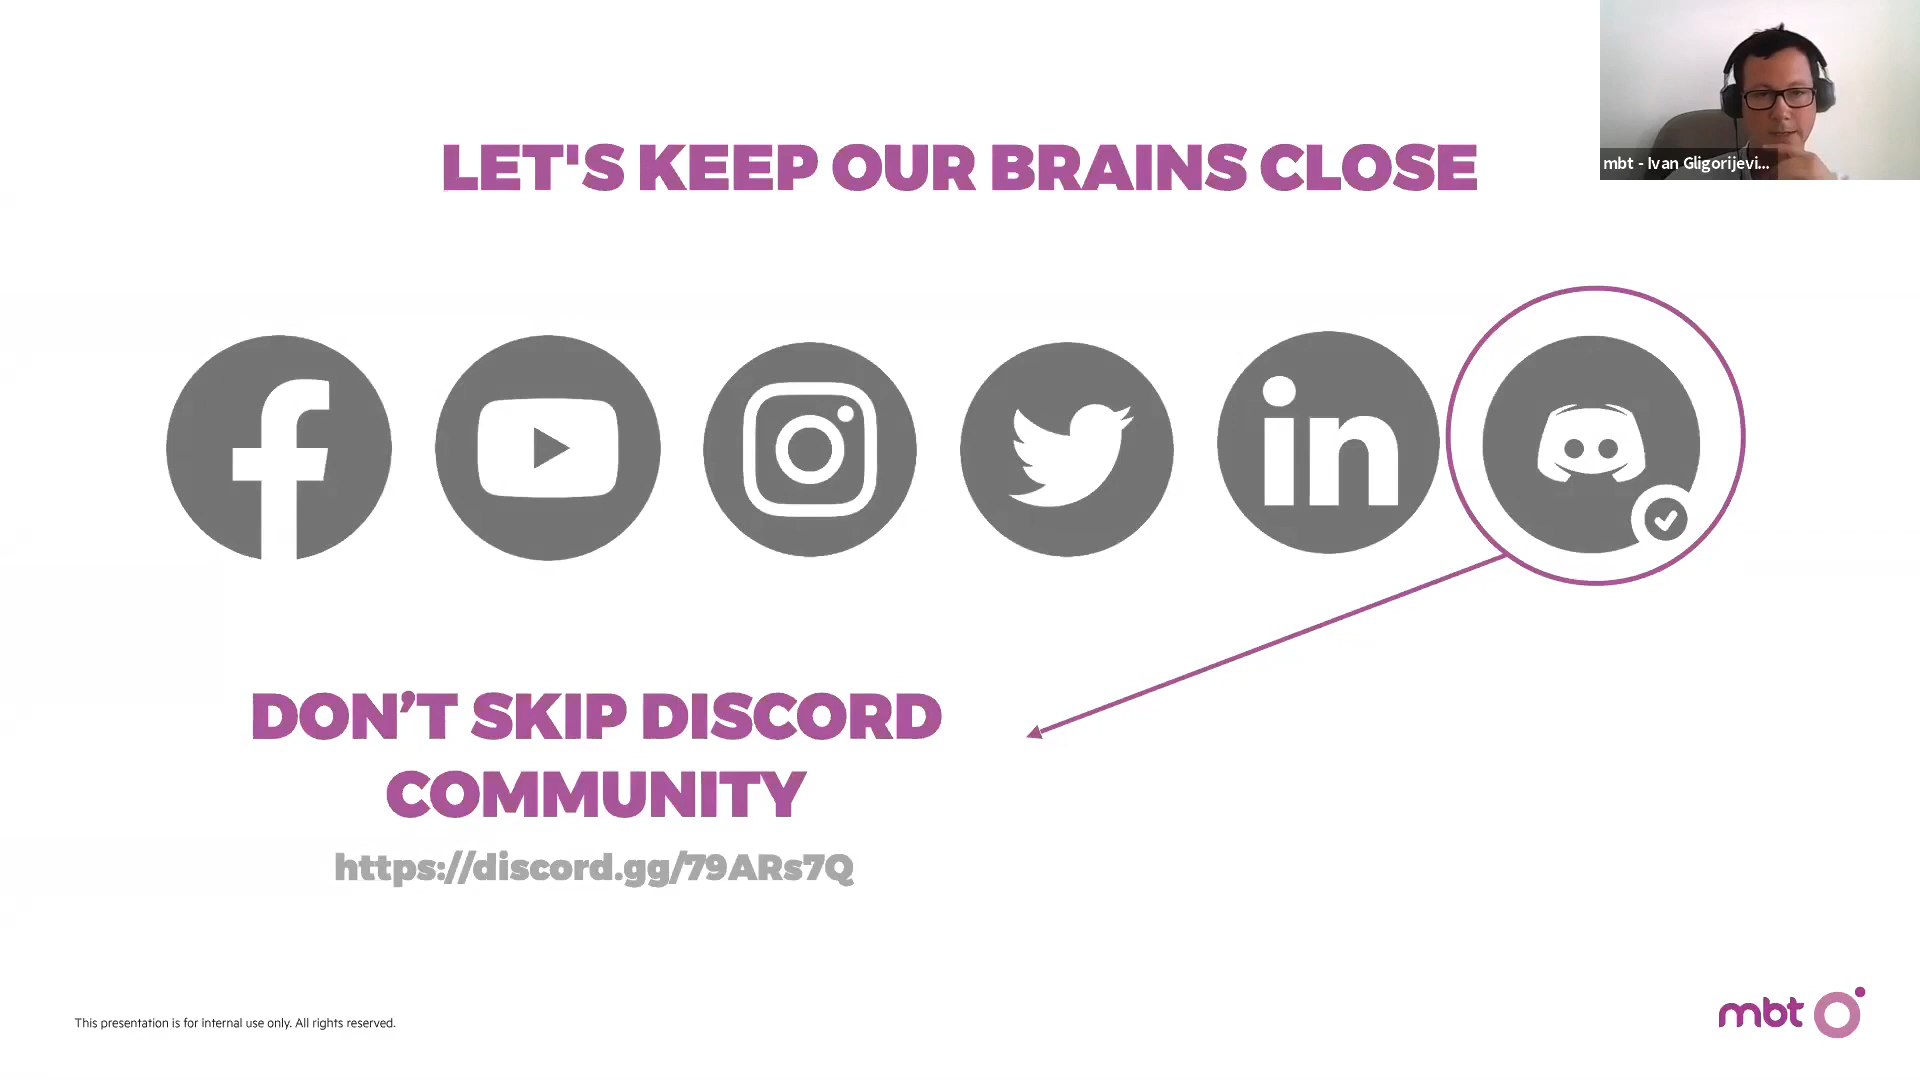 LET'S KEEP OUR BRAINS CLOSE
mbt - Ivan Gligorijevi...
in
DON’T SKIP DISCORD
COMMUNITY
https://discord.gg/79ARs7Q
This presentation is for internal use only. All rights reserved.
mbt